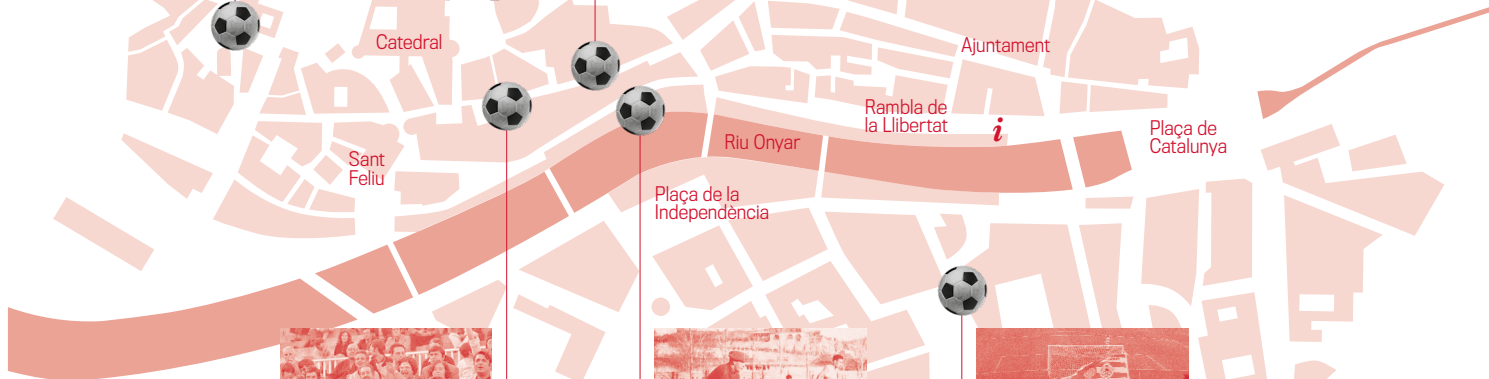 Catedral
Ajuntament
Rambla de
la Llibertat
i
Plaça de
Catalunya
Riu Onyar
Sant
Feliu
Plaça de la
Independència